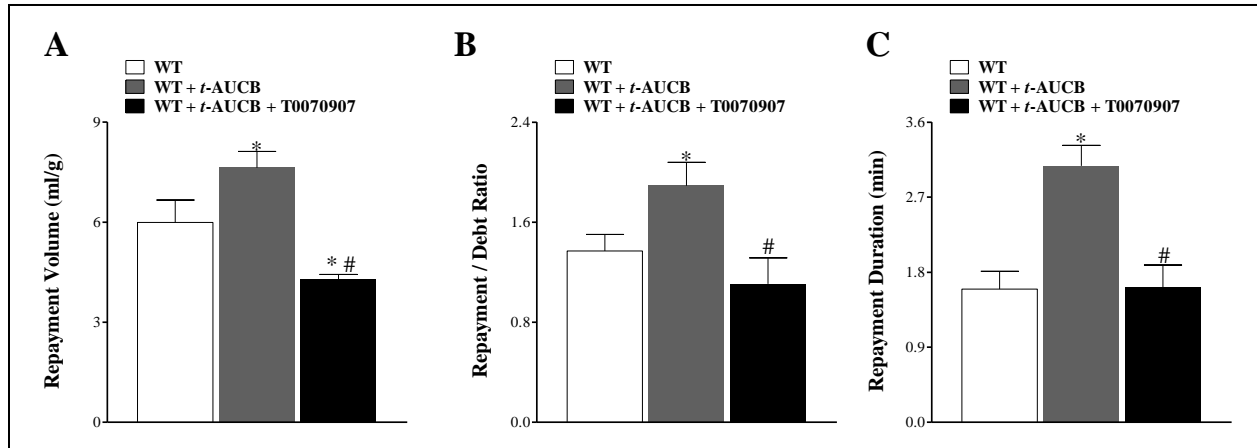 A
WT
WT + t-AUCB
WT + t-AUCB + T0070907
Repayment Volume (ml/g)
9
6
3
0
*
* #
B
WT
WT + t-AUCB
WT + t-AUCB + T0070907
Repayment / Debt Ratio
2.4
1.6
0.8
0.0
*
#
C
WT
WT + t-AUCB
WT + t-AUCB + T0070907
Repayment Duration (min)
3.6
2.7
1.8
0.9
0.0
*
#